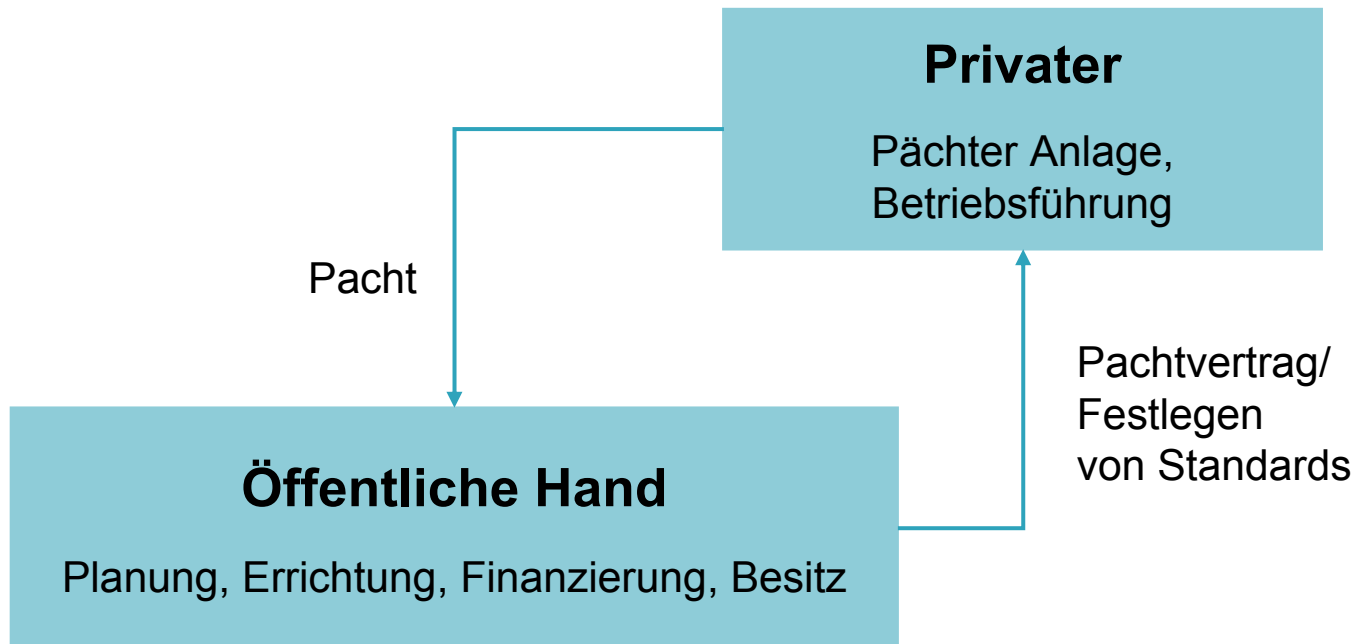 Privater
Pächter Anlage,
Betriebsführung
Pacht
Pachtvertrag/
Festlegen
von Standards
Öffentliche Hand
Planung, Errichtung, Finanzierung, Besitz